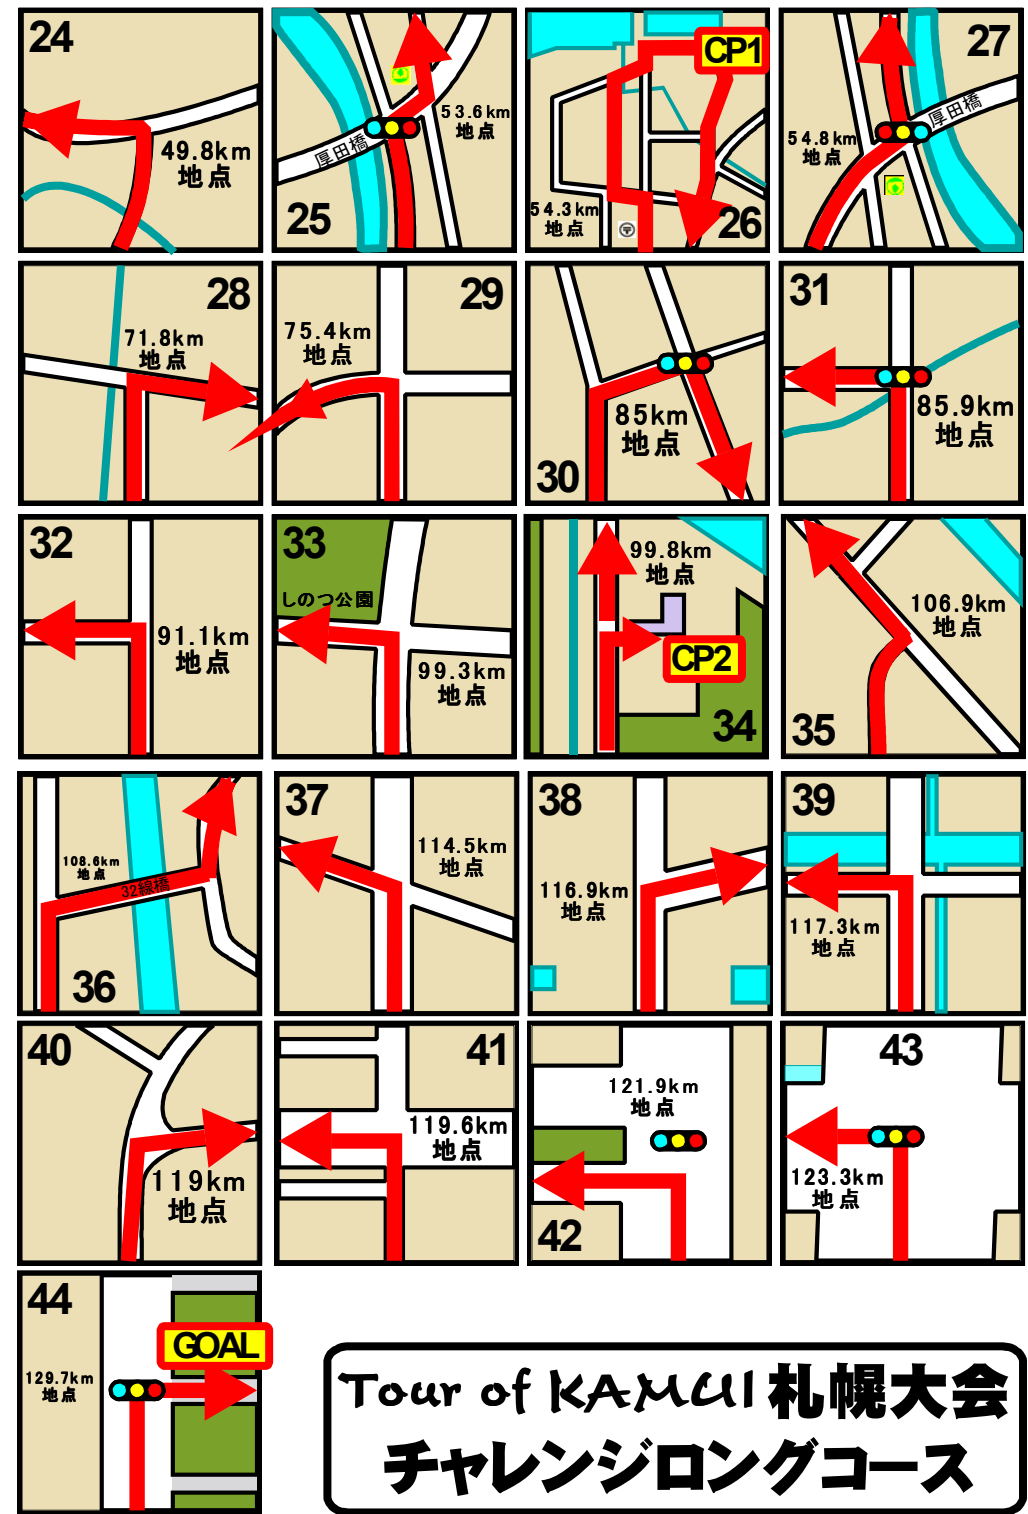 24
49.8km
地点
厚田橋
53.6km
地点
25
CP1
54.3km
地点
26
27
厚田橋
54.8km
地点
28
71.8km
地点
29
75.4km
地点
85km
地点
30
31
85.9km
地点
32
91.1km
地点
33
しのつ公園
99.3km
地点
99.8km
地点
CP2
34
106.9km
地点
35
108.6km
地点
32線橋
36
37
114.5km
地点
38
116.9km
地点
39
117.3km
地点
40
119km
地点
41
119.6km
地点
121.9km
地点
42
43
123.3km
地点
44
GOAL
129.7km
地点
Tour of KAMUI 札幌大会
チャレンジロングコース